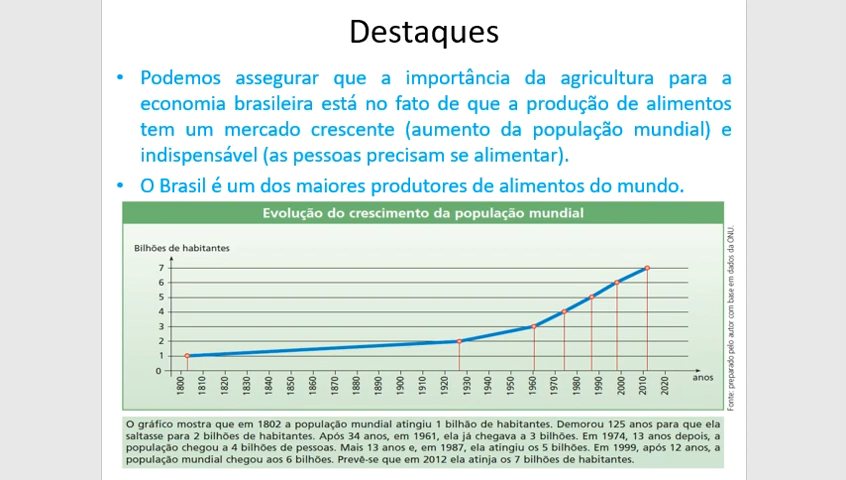 Destaques
• Podemos assegurar que a importância da agricultura para a
economia brasileira está no fato de que a produção de alimentos
tem um mercado crescente (aumento da população mundial) e
indispensável (as pessoas precisam se alimentar).
• O Brasil é um dos maiores produtores de alimentos do mundo.
Evolução do crescimento da população mundial
Bilhões de habitantes
7
6
5
4
3
2
1
0
1800 1810 1820 1830 1840 1850 1860 1870 1880 1890 1900 1910 1920 1930 1940 1950 1960 1970 1980 1990 2000 2010 2020
anos
Fonte: preparado pelo autor com base em dados da ONU.
O gráfico mostra que em 1802 a população mundial atingiu 1 bilhão de habitantes. Demorou 125 anos para que ela
saltasse para 2 bilhões de habitantes. Após 34 anos, em 1961, ela já chegava a 3 bilhões. Em 1974, 13 anos depois, a
população chegou a 4 bilhões de pessoas. Mais 13 anos e, em 1987, ela atingiu os 5 bilhões. Em 1999, após 12 anos, a
população mundial chegou aos 6 bilhões. Prevê-se que em 2012 ela atinja os 7 bilhões de habitantes.